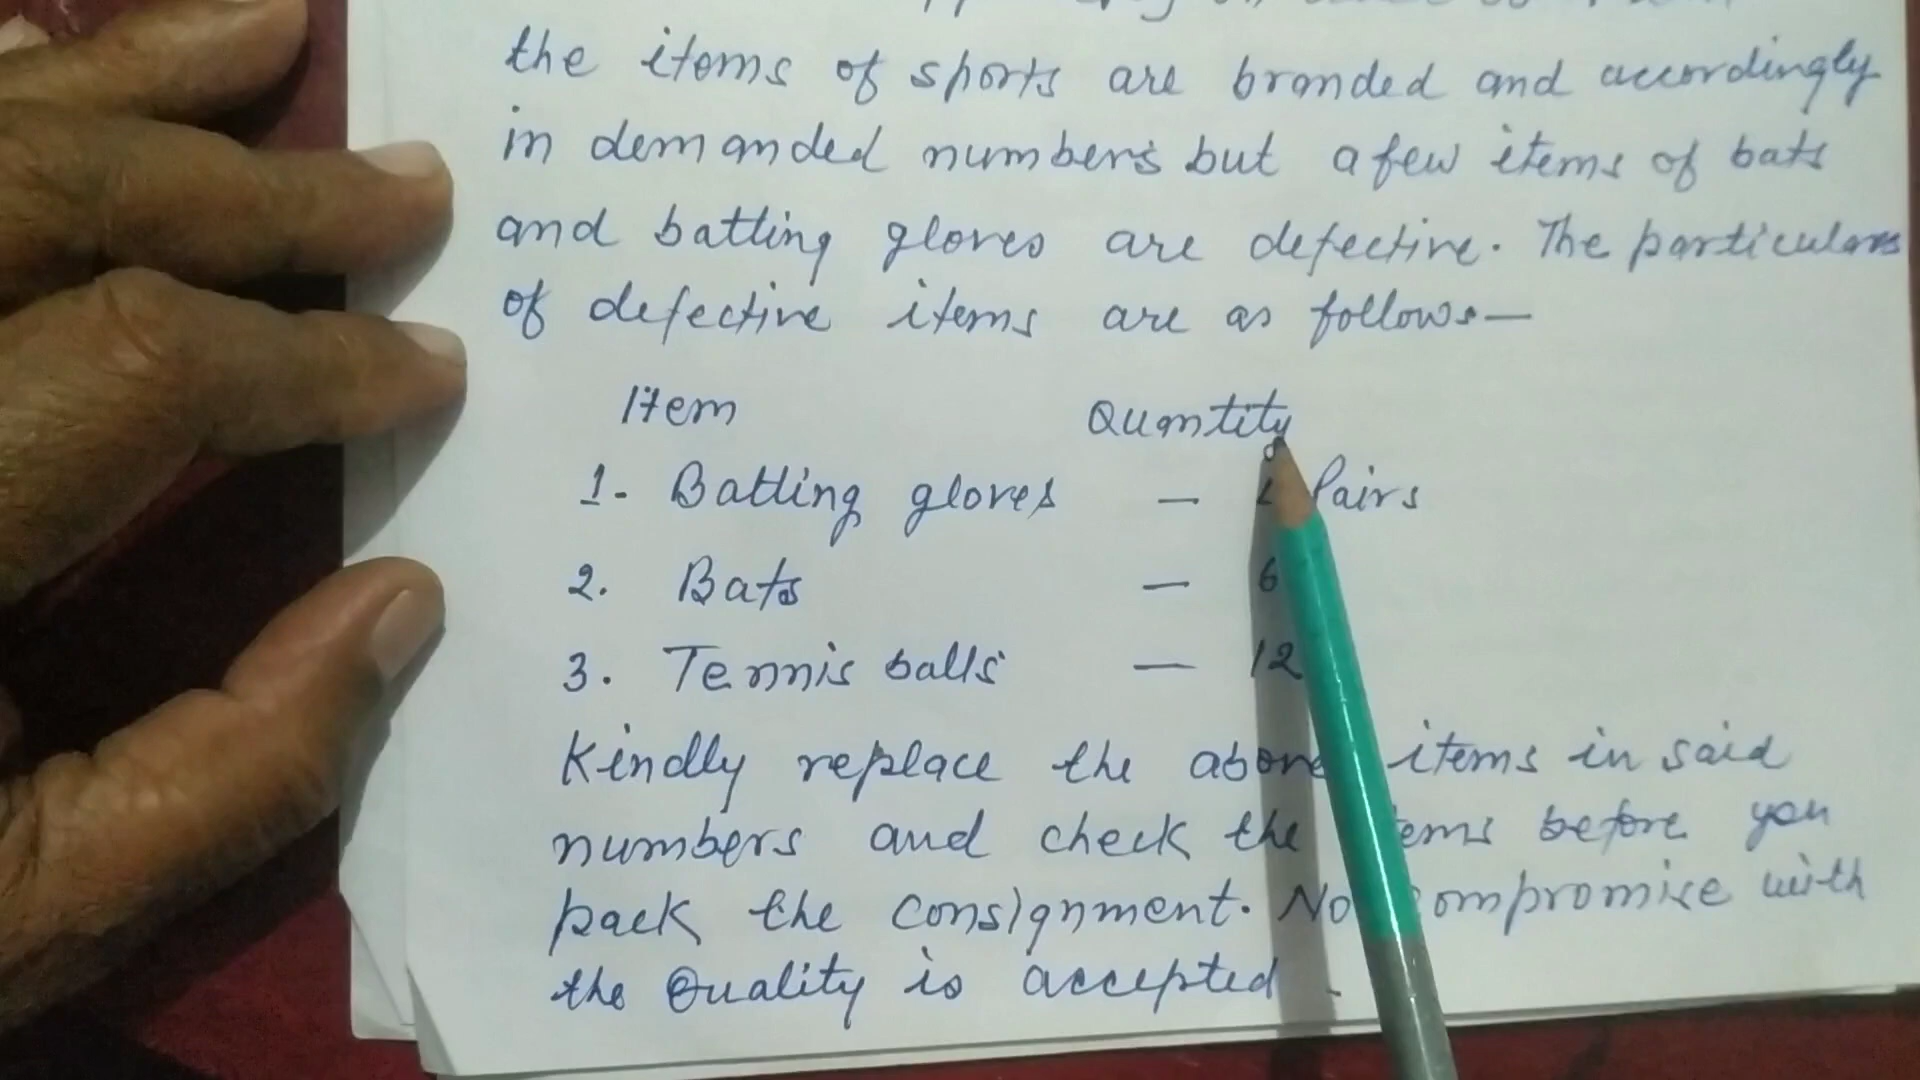 the items of sports are branded and accordingly
in demanded numbers but a few items of bats
and batting gloves are defective. The particulars
of defective items are as follows—
Item Quantity
1. Batting gloves — Pairs
2. Bats — 6
3. Tennis balls — 12
Kindly replace the above items in said
numbers and check the before you
pack the consignment. No compromise with
the Quality is accepted.